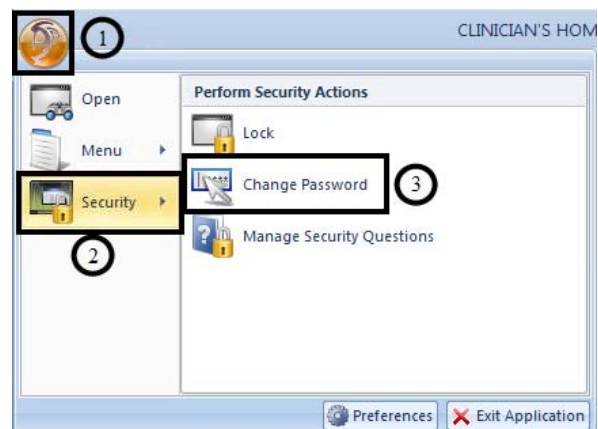 1
CLINICIAN'S HOM
Open
Menu
Security
2
Perform Security Actions
Lock
Change Password
3
Manage Security Questions
Preferences
Exit Application